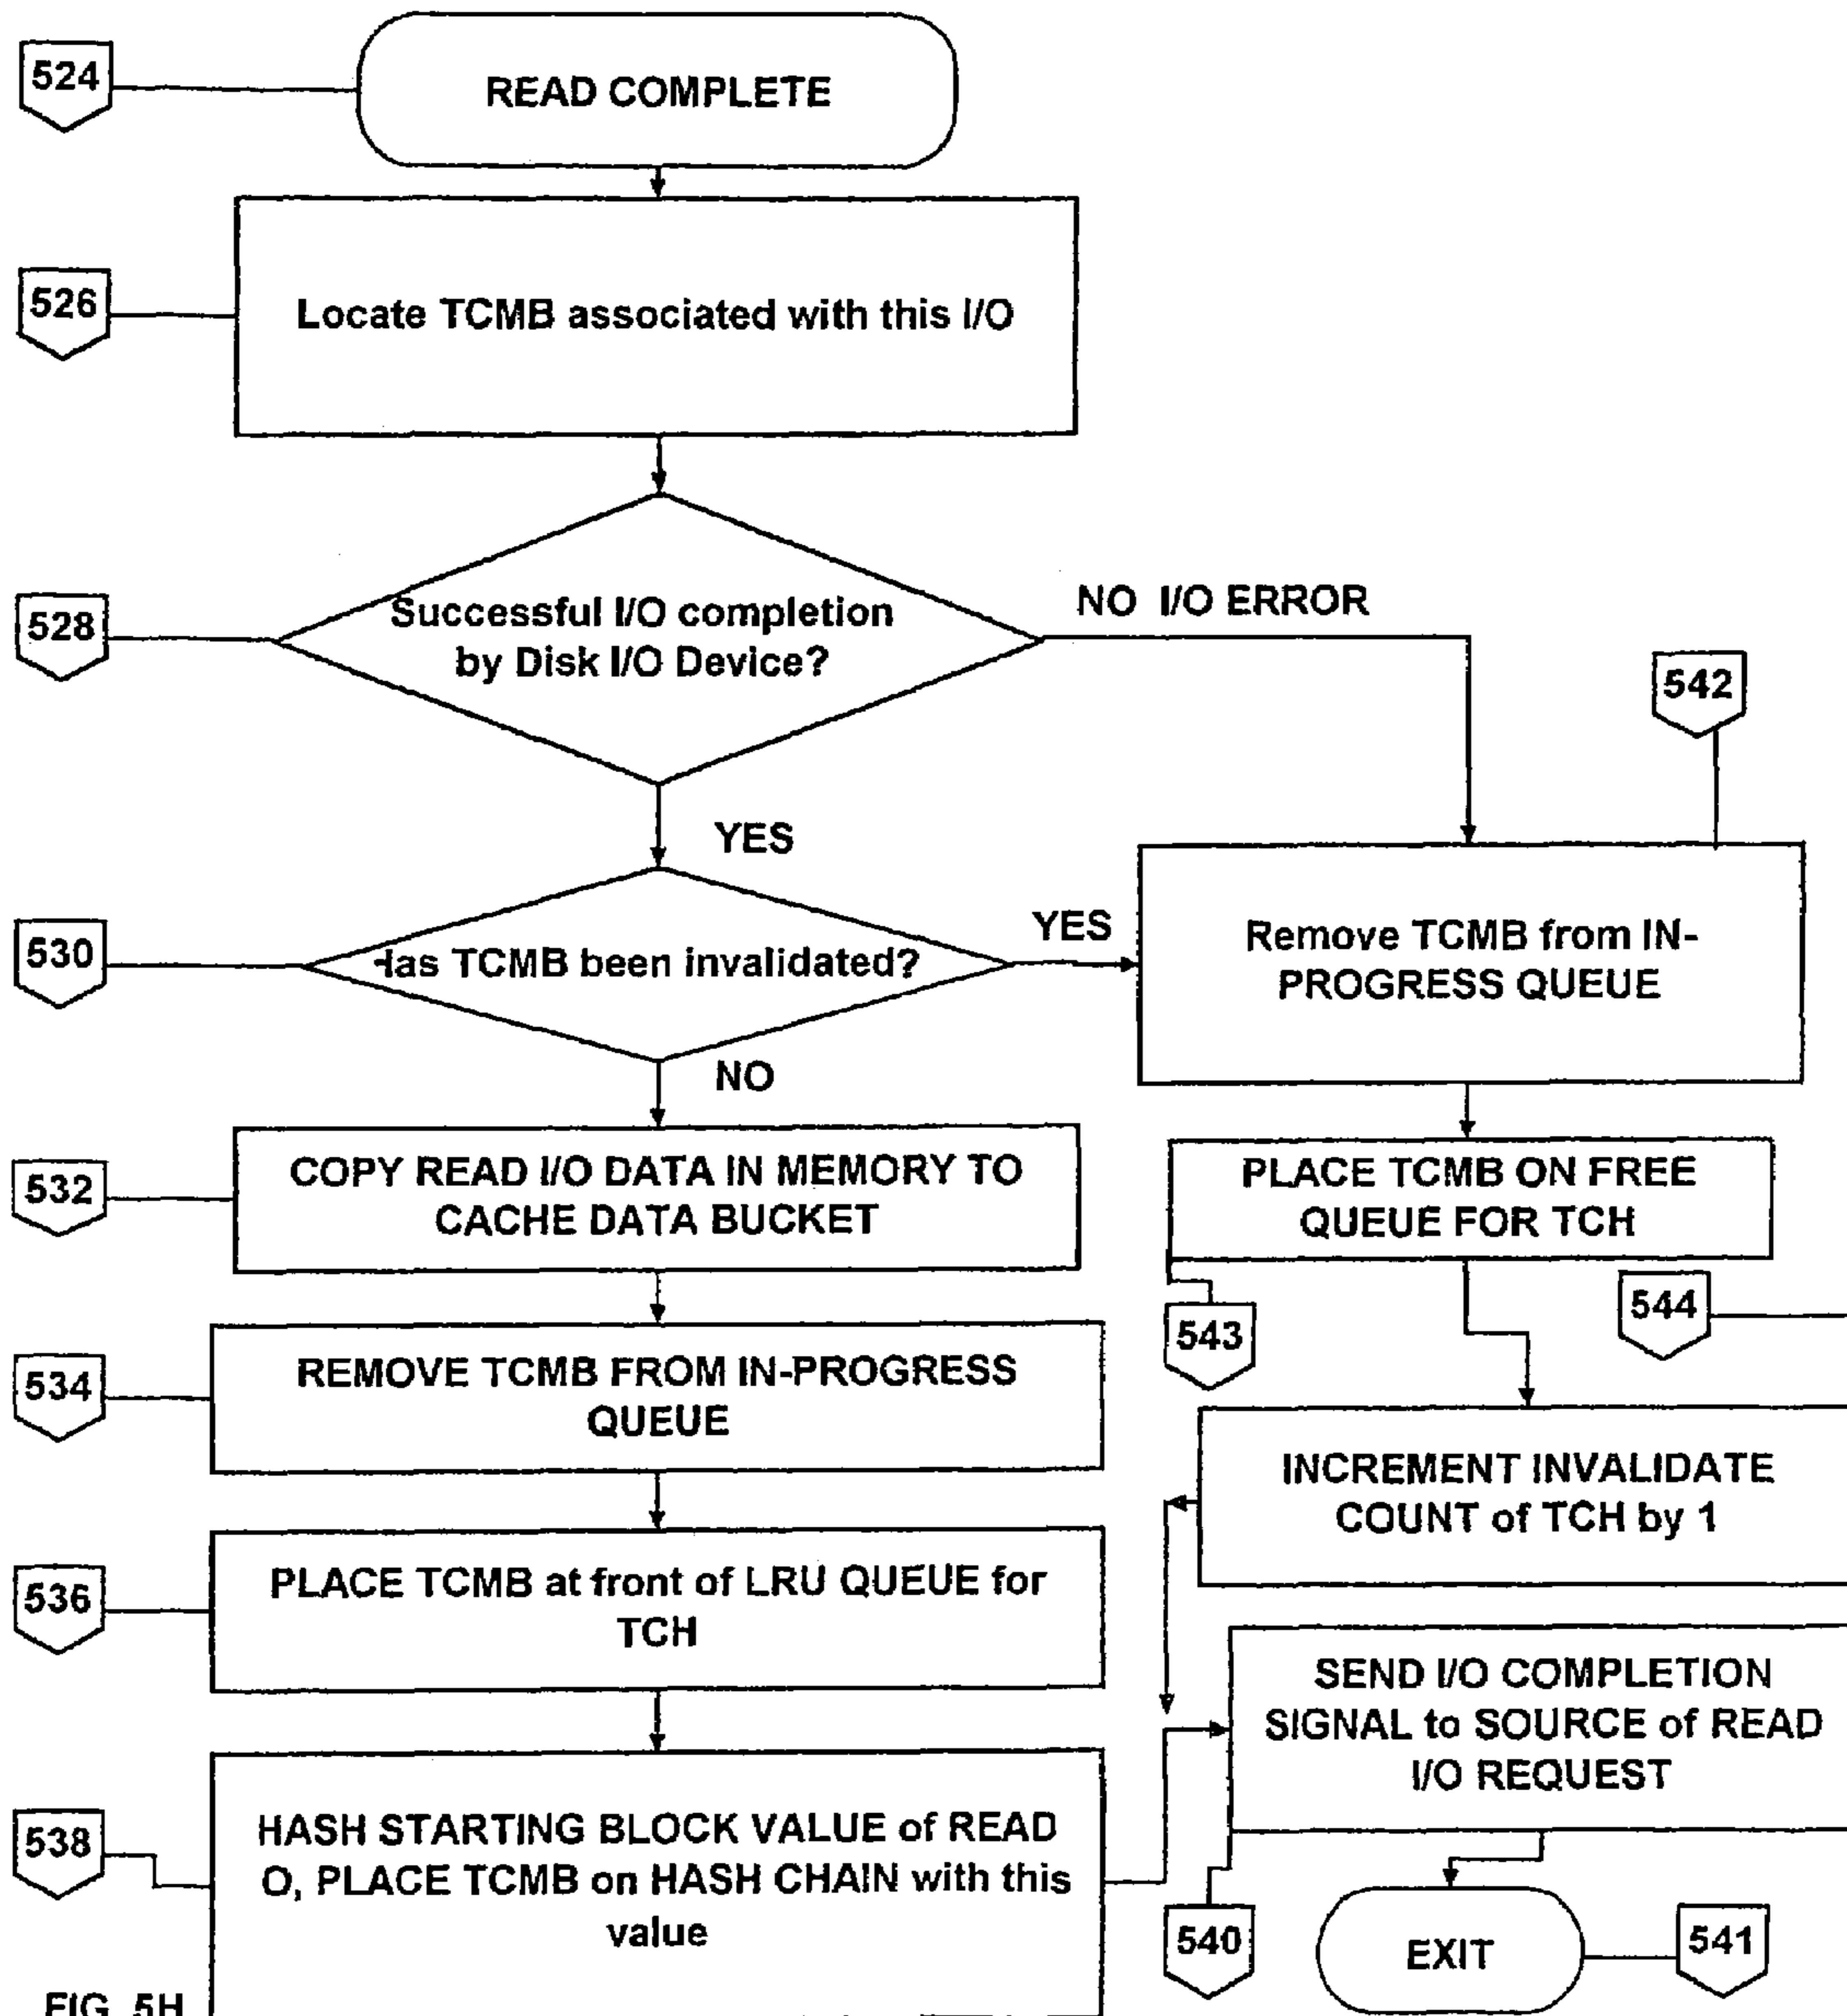 524
READ COMPLETE
526
Locate TCMB associated with this I/O
528
Successful I/O completion
by Disk I/O Device?
NO I/O ERROR
542
YES
530
Has TCMB been invalidated?
YES
Remove TCMB from IN-
PROGRESS QUEUE
NO
532
COPY READ I/O DATA IN MEMORY TO
CACHE DATA BUCKET
PLACE TCMB ON FREE
QUEUE FOR TCH
543
544
534
REMOVE TCMB FROM IN-PROGRESS
QUEUE
INCREMENT INVALIDATE
COUNT of TCH by 1
536
PLACE TCMB at front of LRU QUEUE for
TCH
SEND I/O COMPLETION
SIGNAL to SOURCE of READ
I/O REQUEST
538
HASH STARTING BLOCK VALUE of READ
O, PLACE TCMB on HASH CHAIN with this
value
540
EXIT
541
FIG. 5H